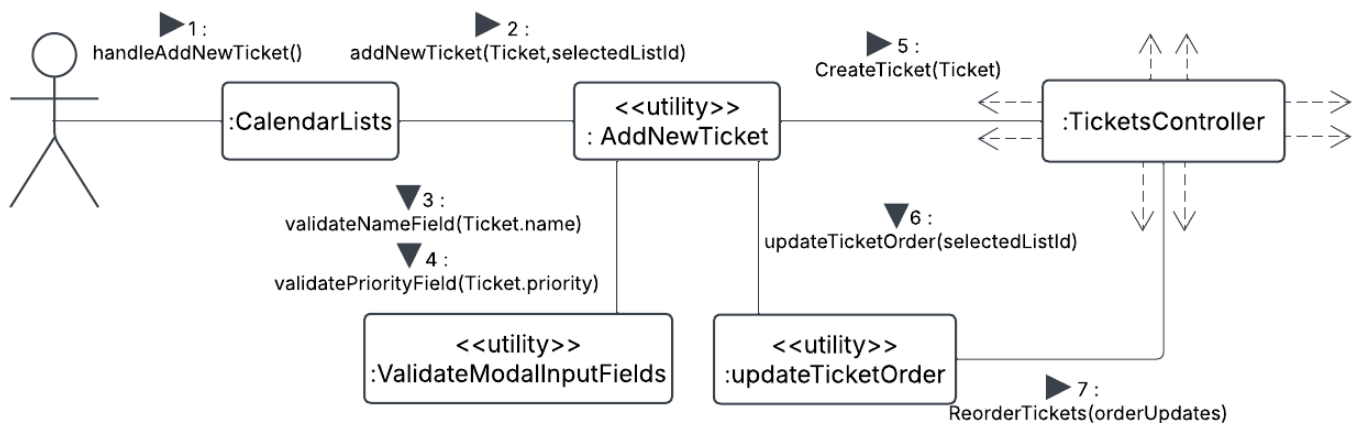 1 :
handleAddNewTicket()
2 :
addNewTicket(Ticket,selectedListId)
5 :
CreateTicket(Ticket)
:CalendarLists
<<utility>>
: AddNewTicket
:TicketsController
3 :
validateNameField(Ticket.name)
4 :
validatePriorityField(Ticket.priority)
6 :
updateTicketOrder(selectedListId)
<<utility>>
:ValidateModalInputFields
<<utility>>
:updateTicketOrder
7 :
ReorderTickets(orderUpdates)